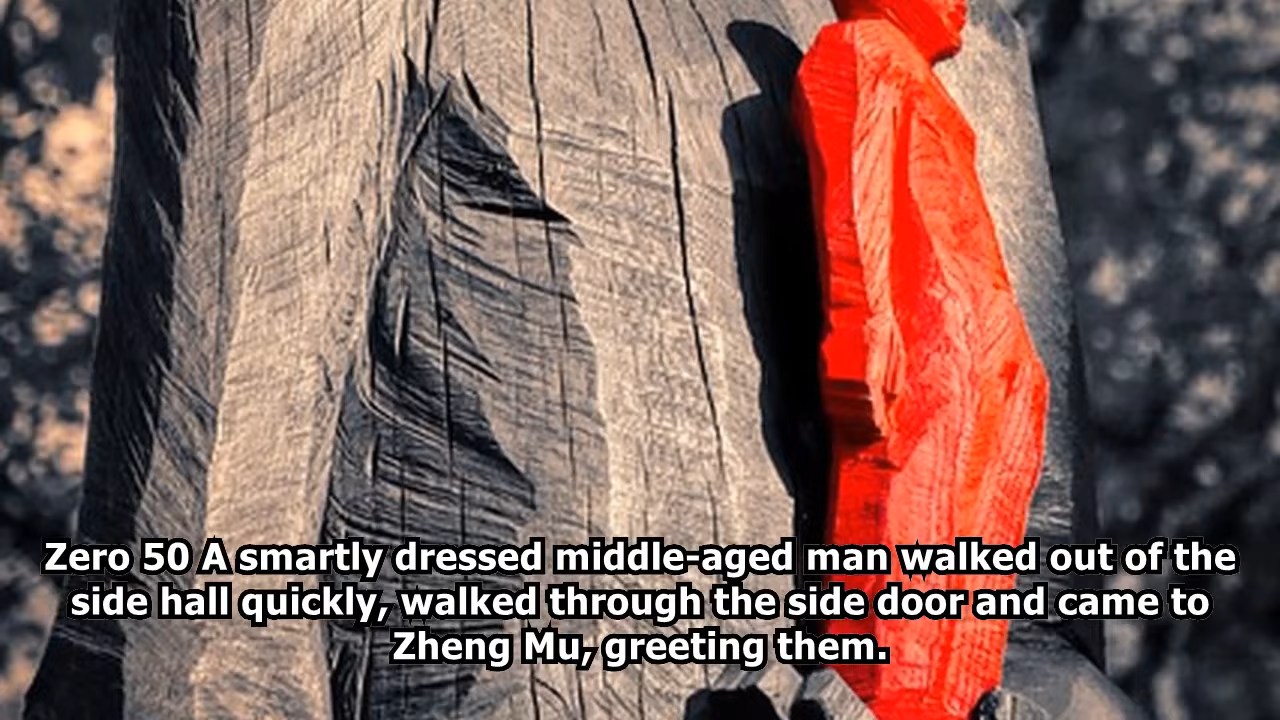 Zero 50 A smartly dressed middle-aged man walked out of the
side hall quickly, walked through the side door and came to
Zheng Mu, greeting them.